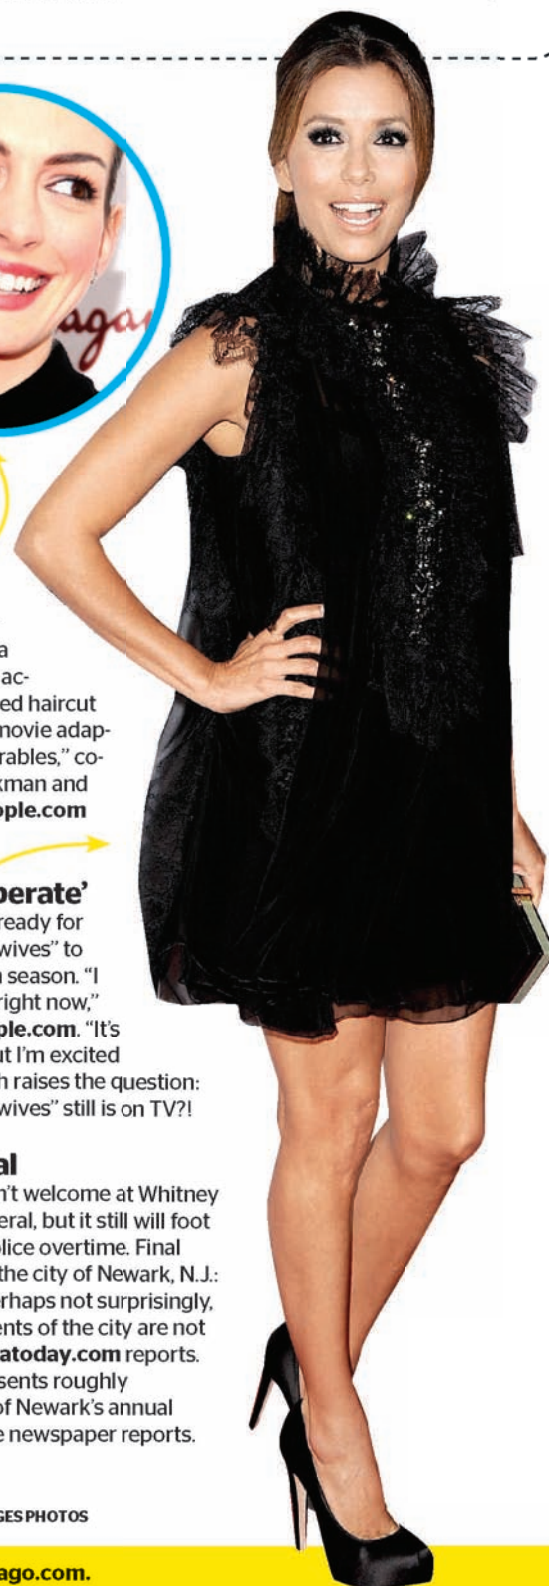 agar
a
ac-
ed haircut
movie adap-
rables,” co-
kman and
ople.com
perate’
ready for
wives” to
n season. “I
right now,”
ple.com. “It’s
ut I’m excited
h raises the question:
wives” still is on TV?!
al
n’t welcome at Whitney
eral, but it still will foot
lice overtime. Final
the city of Newark, N.J.:
erhaps not surprisingly,
ents of the city are not
atoday.com reports.
sents roughly
of Newark’s annual
e newspaper reports.
GES PHOTOS
ago.com.